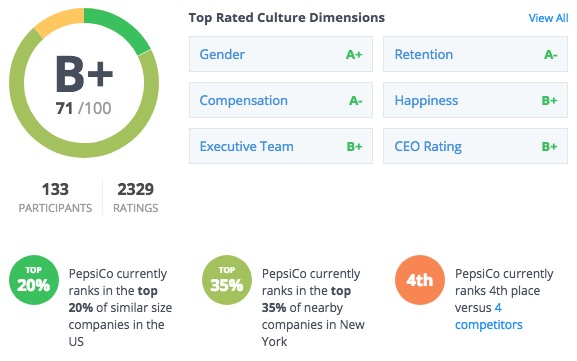 B+
71 /100
133
PARTICIPANTS
2329
RATINGS
Top Rated Culture Dimensions
View All
Gender A+
Retention A-
Compensation A-
Happiness B+
Executive Team B+
CEO Rating B+
TOP
20%
PepsiCo currently
ranks in the top
20% of similar size
companies in the
US
TOP
35%
PepsiCo currently
ranks in the top
35% of nearby
companies in New
York
4th
PepsiCo currently
ranks 4th place
versus 4
competitors